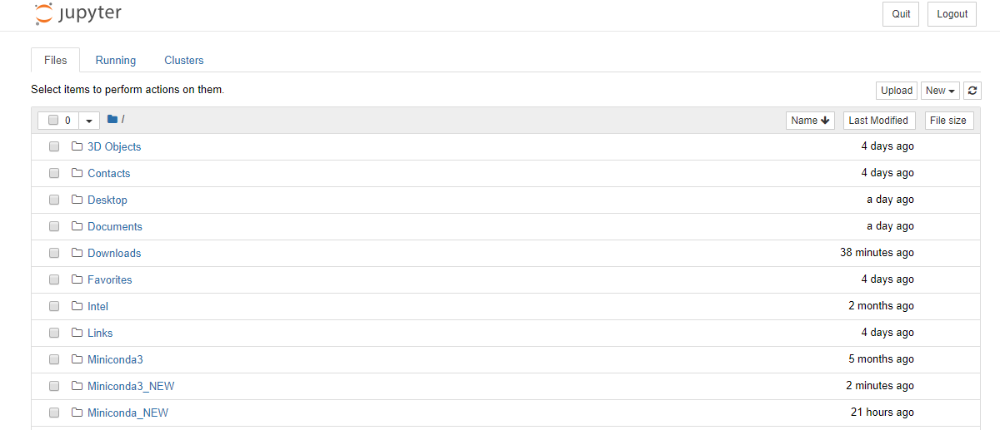 jupyter Quit Logout
Files Running Clusters
Select items to perform actions on them. Upload New
0 / Name Last Modified File size
3D Objects 4 days ago
Contacts 4 days ago
Desktop a day ago
Documents a day ago
Downloads 38 minutes ago
Favorites 4 days ago
Intel 2 months ago
Links 4 days ago
Miniconda3 5 months ago
Miniconda3_NEW 2 minutes ago
Miniconda_NEW 21 hours ago